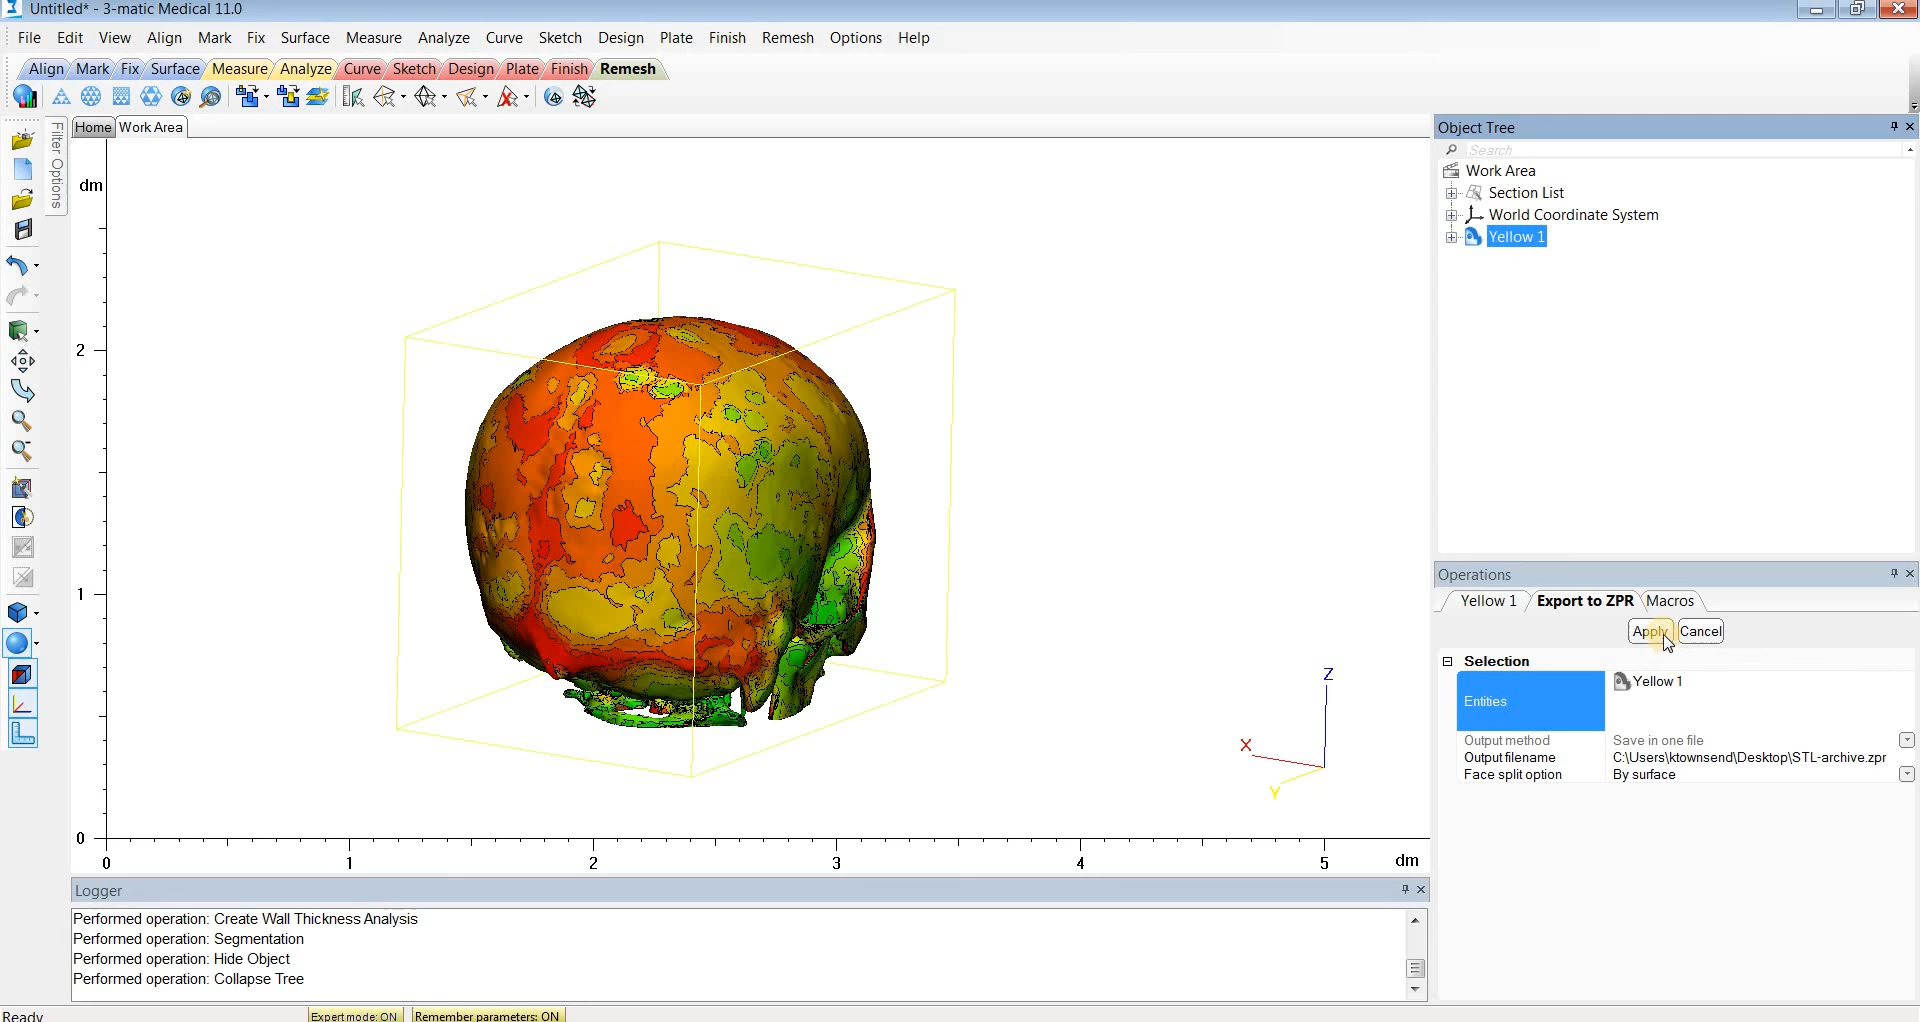 Untitled* - 3-matic Medical 11.0
File Edit View Align Mark Fix Surface Measure Analyze Curve Sketch Design Plate Finish Remesh Options Help
Align Mark Fix Surface Measure Analyze Curve Sketch Design Plate Finish Remesh
Home Work Area
Filter Options
dm
2
1
0
0 1 2 3 4 5 dm
Z
X
Y
Object Tree
Search
Work Area
Section List
World Coordinate System
Yellow 1
Operations
Yellow 1 Export to ZPR Macros
Apply Cancel
Selection
Entities Yellow 1
Output method Save in one file
Output filename C:\Users\ktownsend\Desktop\STL-archive.zpr
Face split option By surface
Logger
Performed operation: Create Wall Thickness Analysis
Performed operation: Segmentation
Performed operation: Hide Object
Performed operation: Collapse Tree
Ready Expert mode: ON Remember parameters: ON